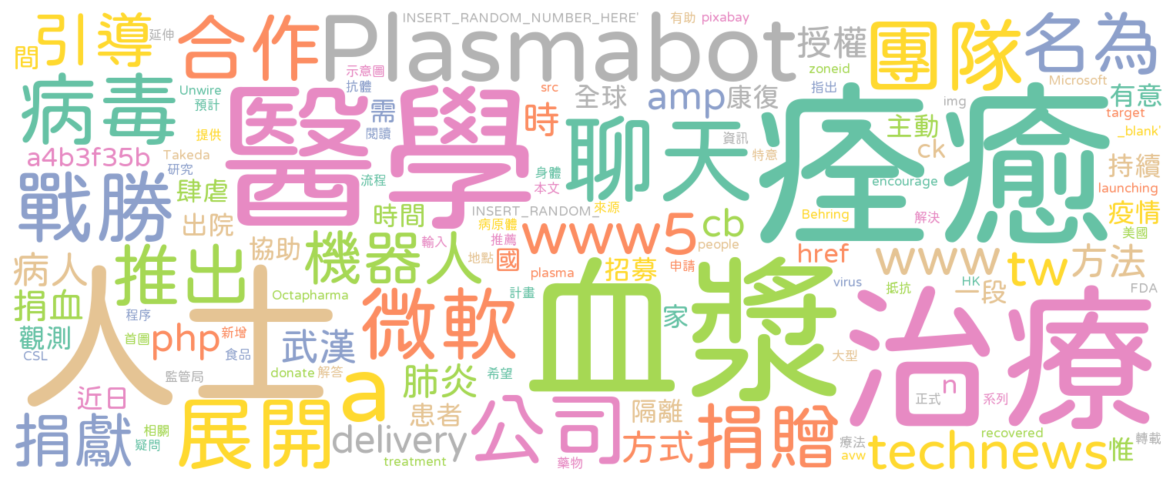 引導
合作
Plasmabot
INSERT_RANDOM_NUMBER_HERE'
有助
pixabay
授權
團隊
名為
延伸
間
Unwire
預計
示意圖
抗體
src
zoneid
指出
Microsoft
病毒
醫學
需
amp
康復
全球
img
痊癒
有意
target
_blank'
提供
閱讀
時
聊天
資訊
特意
主動
ck
a4b3f35b
Takeda
研究
流程
身體
本文
encourage
持續
launching
戰勝
肆虐
時間
INSERT_RANDOM_
來源
Behring
解決
疫情
美國
出院
協助
機器人
輸入
病原體
推薦
地點
www5
國
cb
people
href
www
tw
方法
病人
推出
人士
Octapharma
微軟
plasma
血漿
招募
申請
virus
抵抗
HK
一段
FDA
捐血
程序
計畫
家
治療
觀測
CSL
首圖
php
新增
食品
武漢
donate
解答
監管局
肺炎
希望
大型
近日
展開
a
患者
公司
隔離
捐贈
n
正式
系列
捐獻
相關
疑問
delivery
treatment
藥物
方式
療法
avw
technews
recovered
惟
轉載